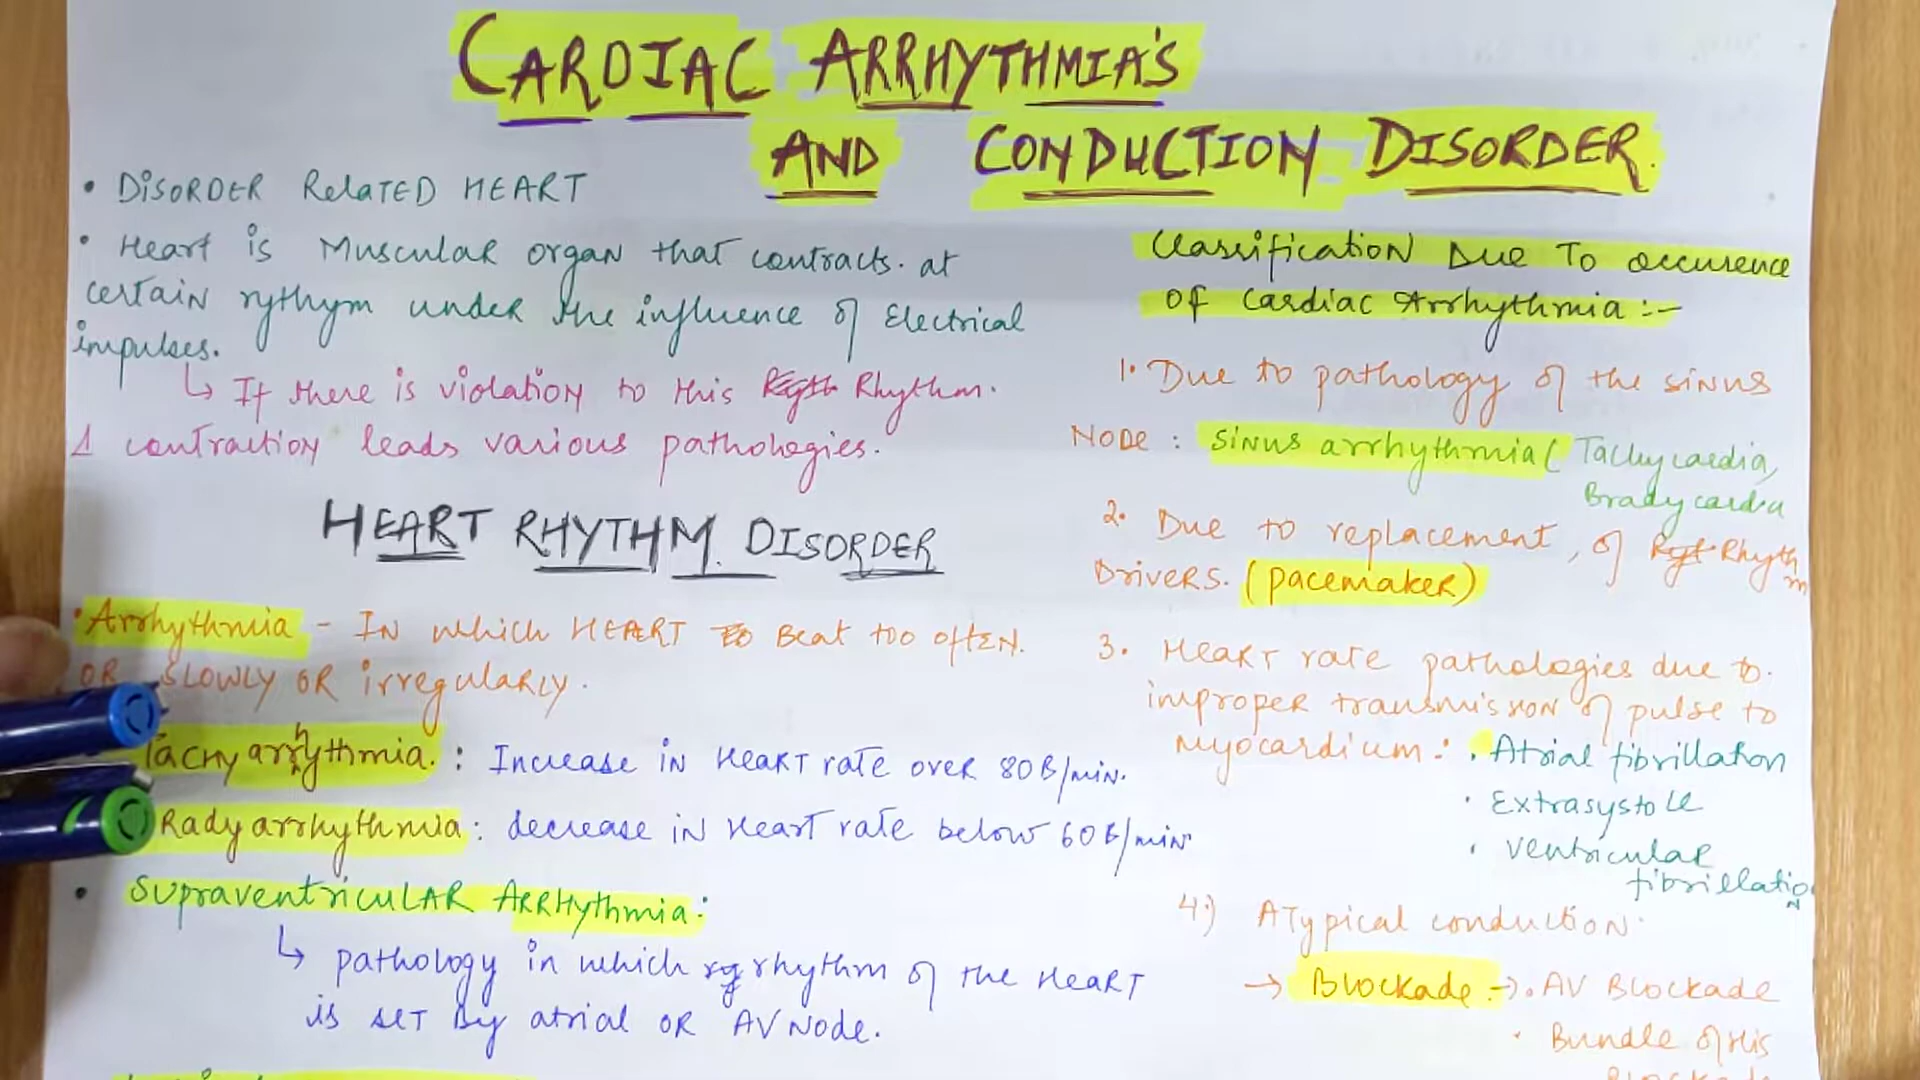 CARDIAC ARRHYTHMIA'S
AND CONDUCTION DISORDER.
• DISORDER RELATED HEART
• Heart is Muscular organ that contracts. at
certain rythym under the influence of Electrical
impulses.
↳ If there is violation to this Rhythm.
& contraction leads various pathologies.
HEART RHYTHM. DISORDER
• Arrhythmia - IN which HEART Beat too often.
OR SLOWLY OR irregularly.
Tachy arrhythmia. : Increase in Heart rate over 80 B/min.
Rady arrhythmia : decrease in Heart rate below 60 B/min.
• Supraventricular Arrhythmia :
↳ pathology in which rhythm of the HEART
is SET By atrial OR AV Node.
Classification Due To occurence
OF Cardiac Arrhythmia :-
1. Due to pathology of the sinus
NODE : Sinus arrhythmia ( Tachycardia,
Bradycardia
2. Due to replacement, of Rhythm
Drivers. (pacemaker)
3. Heart rate pathologies due to.
improper transmission of pulse to
myocardium : • Atrial fibrillation
• Extrasystole
• Ventricular
fibrillation
4.) ATypical conduction.
→ Blockade. → • AV Blockade
• Bundle of His